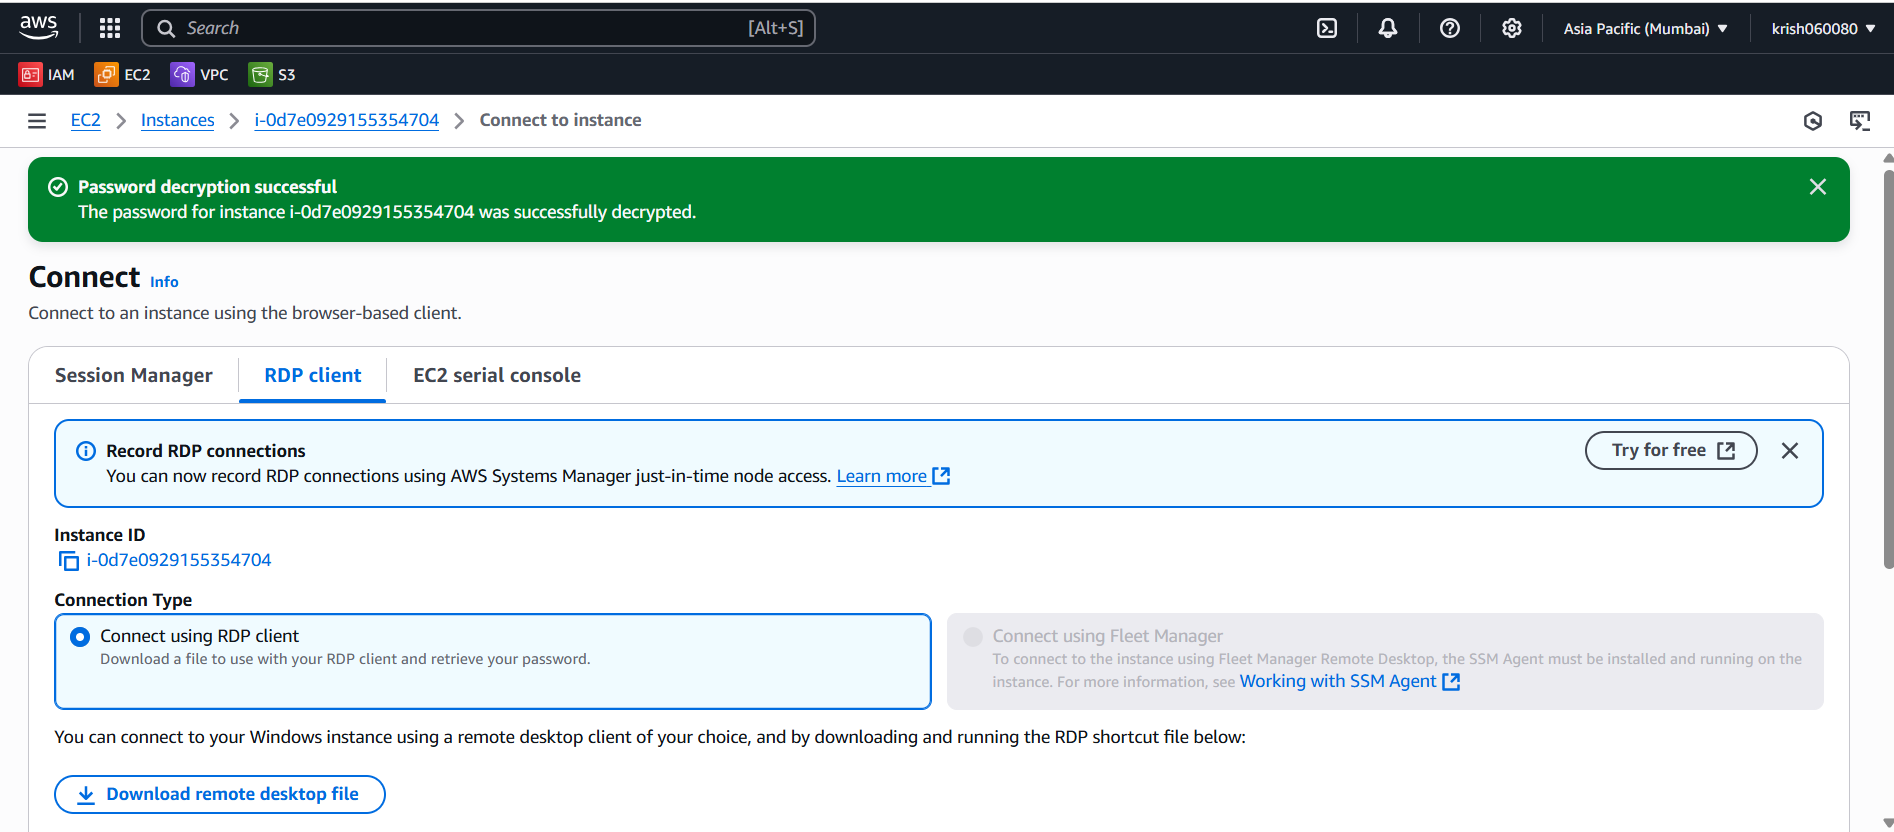 aws
Search [Alt+S]
Asia Pacific (Mumbai)
krish060080
IAM
EC2
VPC
S3
EC2 > Instances > i-0d7e0929155354704 > Connect to instance
Password decryption successful
The password for instance i-0d7e0929155354704 was successfully decrypted.
Connect Info
Connect to an instance using the browser-based client.
Session Manager
RDP client
EC2 serial console
Record RDP connections
You can now record RDP connections using AWS Systems Manager just-in-time node access. Learn more
Try for free
Instance ID
i-0d7e0929155354704
Connection Type
Connect using RDP client
Download a file to use with your RDP client and retrieve your password.
Connect using Fleet Manager
To connect to the instance using Fleet Manager Remote Desktop, the SSM Agent must be installed and running on the
instance. For more information, see Working with SSM Agent
You can connect to your Windows instance using a remote desktop client of your choice, and by downloading and running the RDP shortcut file below:
Download remote desktop file